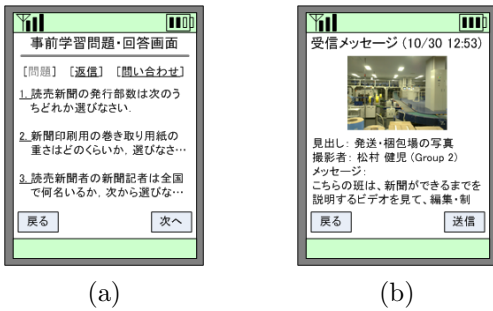 事前学習問題・回答画面
[問題] [返信] [問い合わせ]
1. 読売新聞の発行部数は次のう
ちどれか選びなさい.
2. 新聞印刷用の巻き取り用紙の
重さはどのくらいか, 選びなさ…
3. 読売新聞者の新聞記者は全国
で何名いるか, 次から選びな…
戻る
次へ
(a)
受信メッセージ (10/30 12:53)
見出し: 発送・梱包場の写真
撮影者: 松村 健児 (Group 2)
メッセージ:
こちらの班は、新聞ができるまでを
説明するビデオを見て、編集・制
戻る
送信
(b)